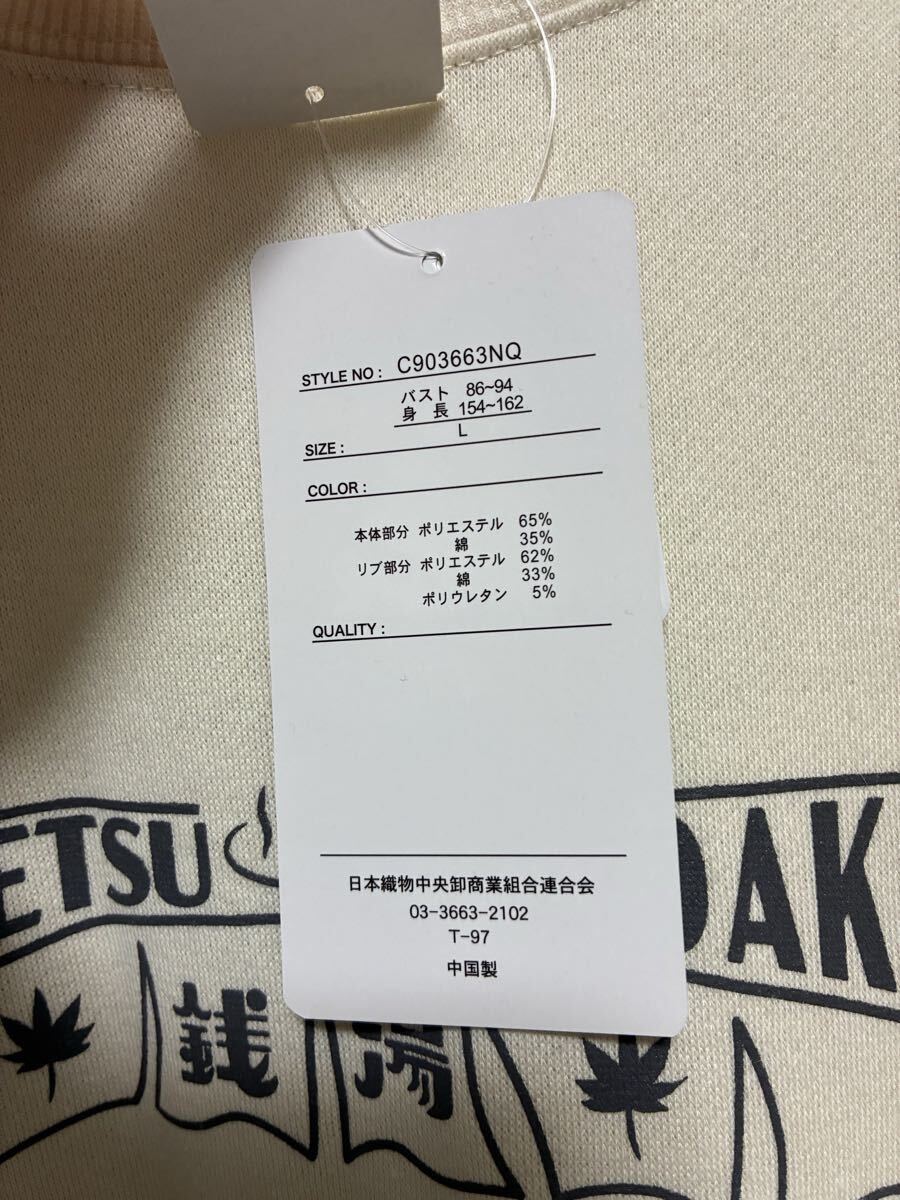 STYLE NO : C903663NQ
バスト 86~94
身 長 154~162
L
SIZE :
COLOR :
本体部分 ポリエステル 65%
綿 35%
リブ部分 ポリエステル 62%
綿 33%
ポリウレタン 5%
QUALITY :
日本織物中央卸商業組合連合会
03-3663-2102
T-97
中国製
ETSU DAK
銭 湯